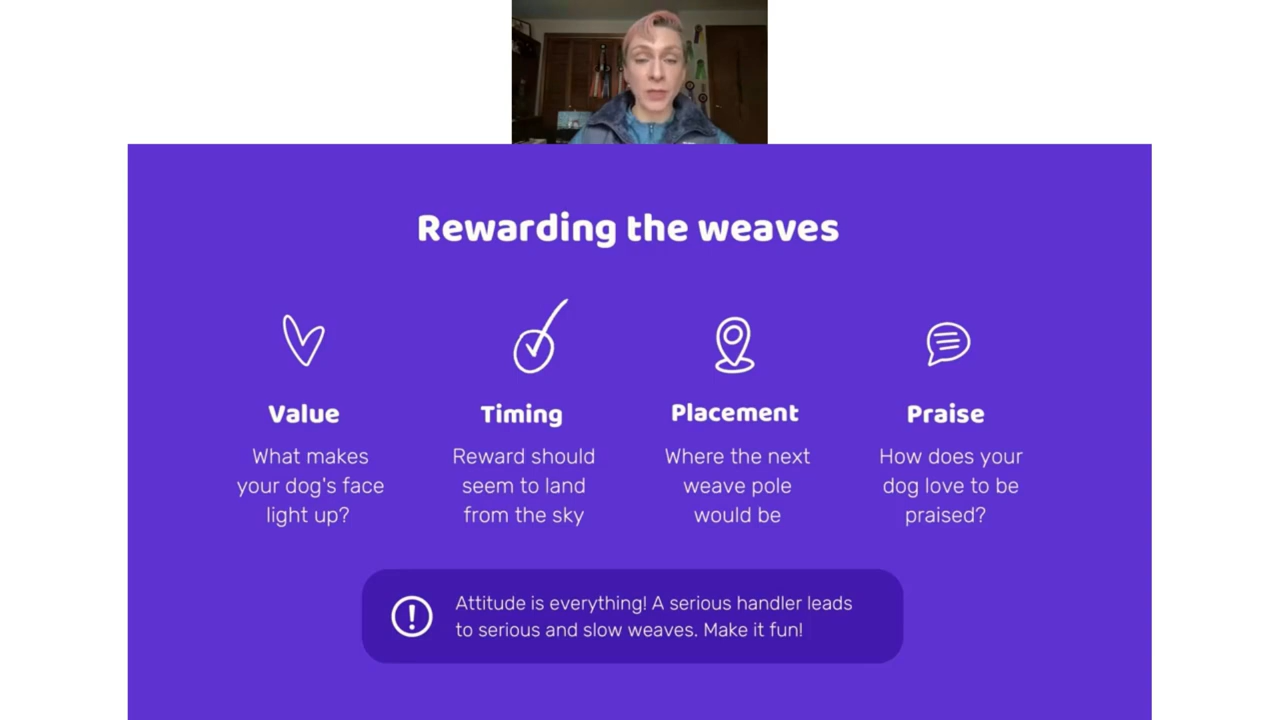 Rewarding the weaves
Value
What makes
your dog's face
light up?
Timing
Reward should
seem to land
from the sky
Placement
Where the next
weave pole
would be
Praise
How does your
dog love to be
praised?
Attitude is everything! A serious handler leads
to serious and slow weaves. Make it fun!